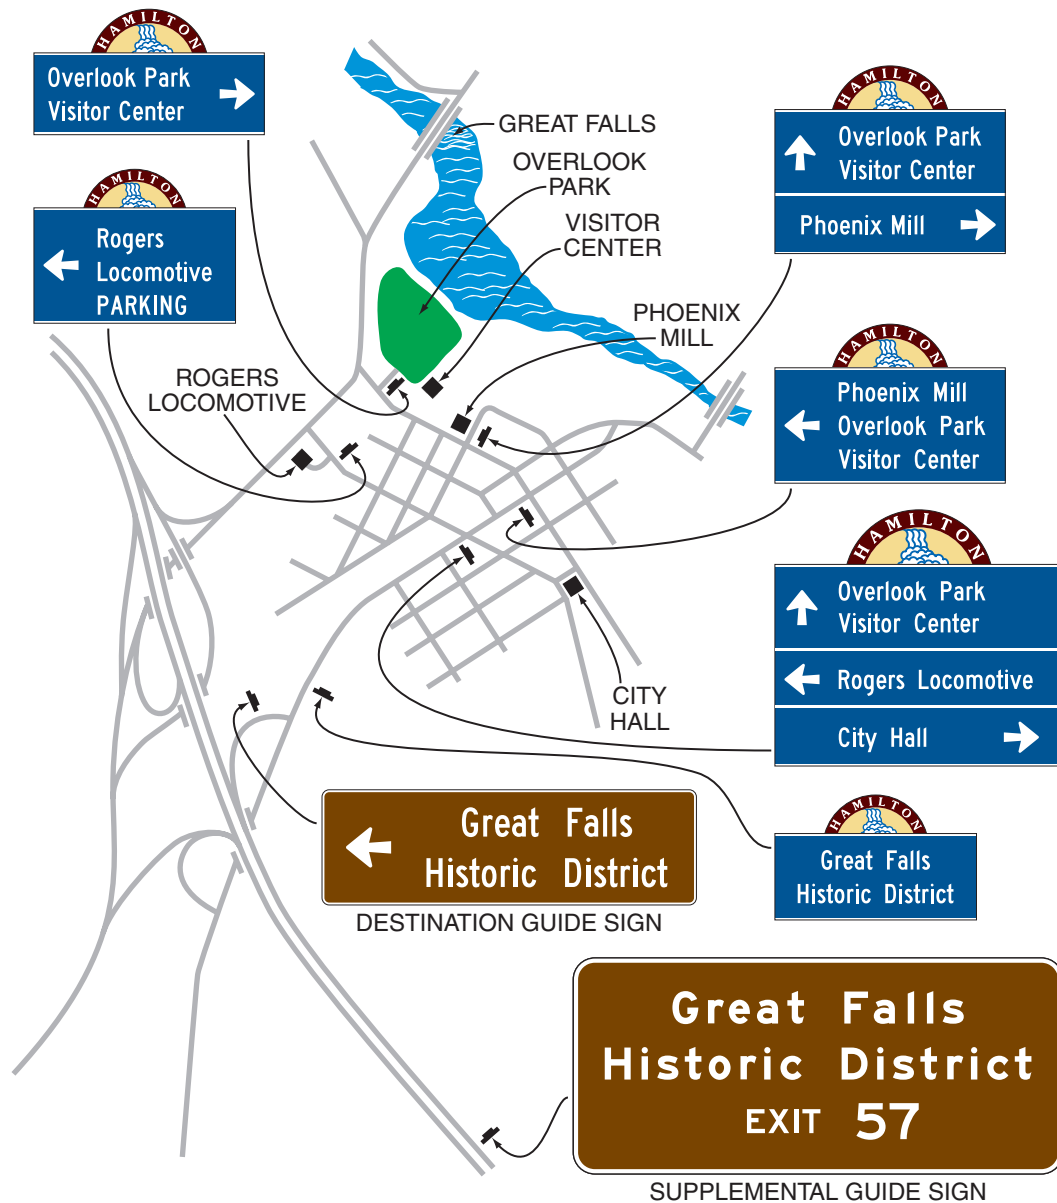 HAMILTON
Overlook Park
Visitor Center
HAMILTON
Rogers
Locomotive
PARKING
GREAT FALLS
OVERLOOK
PARK
VISITOR
CENTER
PHOENIX
MILL
ROGERS
LOCOMOTIVE
CITY
HALL
HAMILTON
Overlook Park
Visitor Center
Phoenix Mill
HAMILTON
Phoenix Mill
Overlook Park
Visitor Center
HAMILTON
Overlook Park
Visitor Center
Rogers Locomotive
City Hall
HAMILTON
Great Falls
Historic District
Great Falls
Historic District
DESTINATION GUIDE SIGN
Great Falls
Historic District
EXIT 57
SUPPLEMENTAL GUIDE SIGN